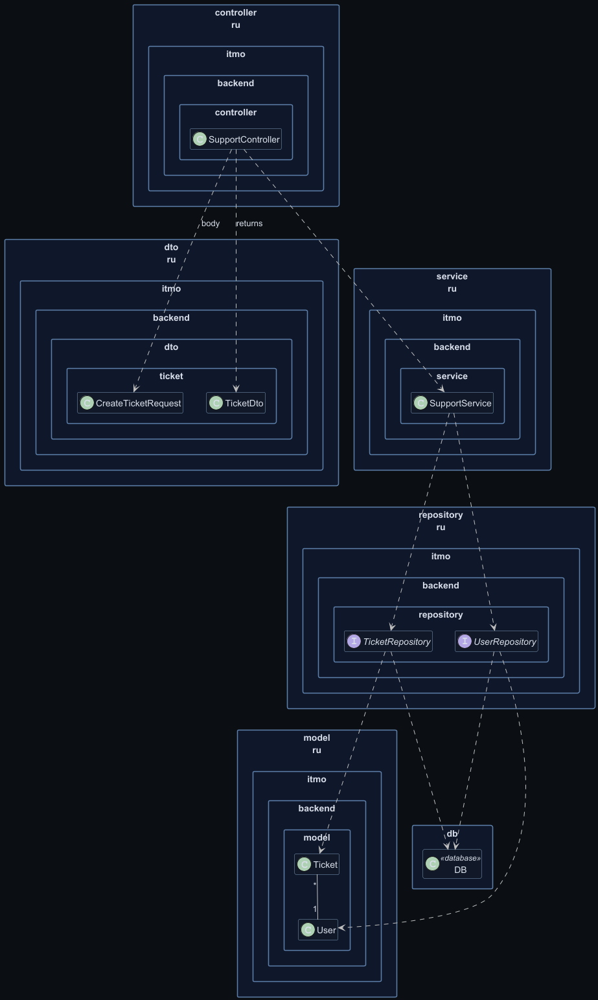 controller
ru
itmo
backend
controller
C SupportController
body
returns
dto
ru
itmo
backend
dto
ticket
C CreateTicketRequest
C TicketDto
service
ru
itmo
backend
service
C SupportService
repository
ru
itmo
backend
repository
I TicketRepository
I UserRepository
model
ru
itmo
backend
model
C Ticket
*
1
C User
db
C «database»
DB